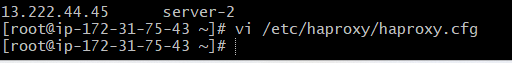 13.222.44.45     server-2
[root@ip-172-31-75-43 ~]# vi /etc/haproxy/haproxy.cfg
[root@ip-172-31-75-43 ~]#